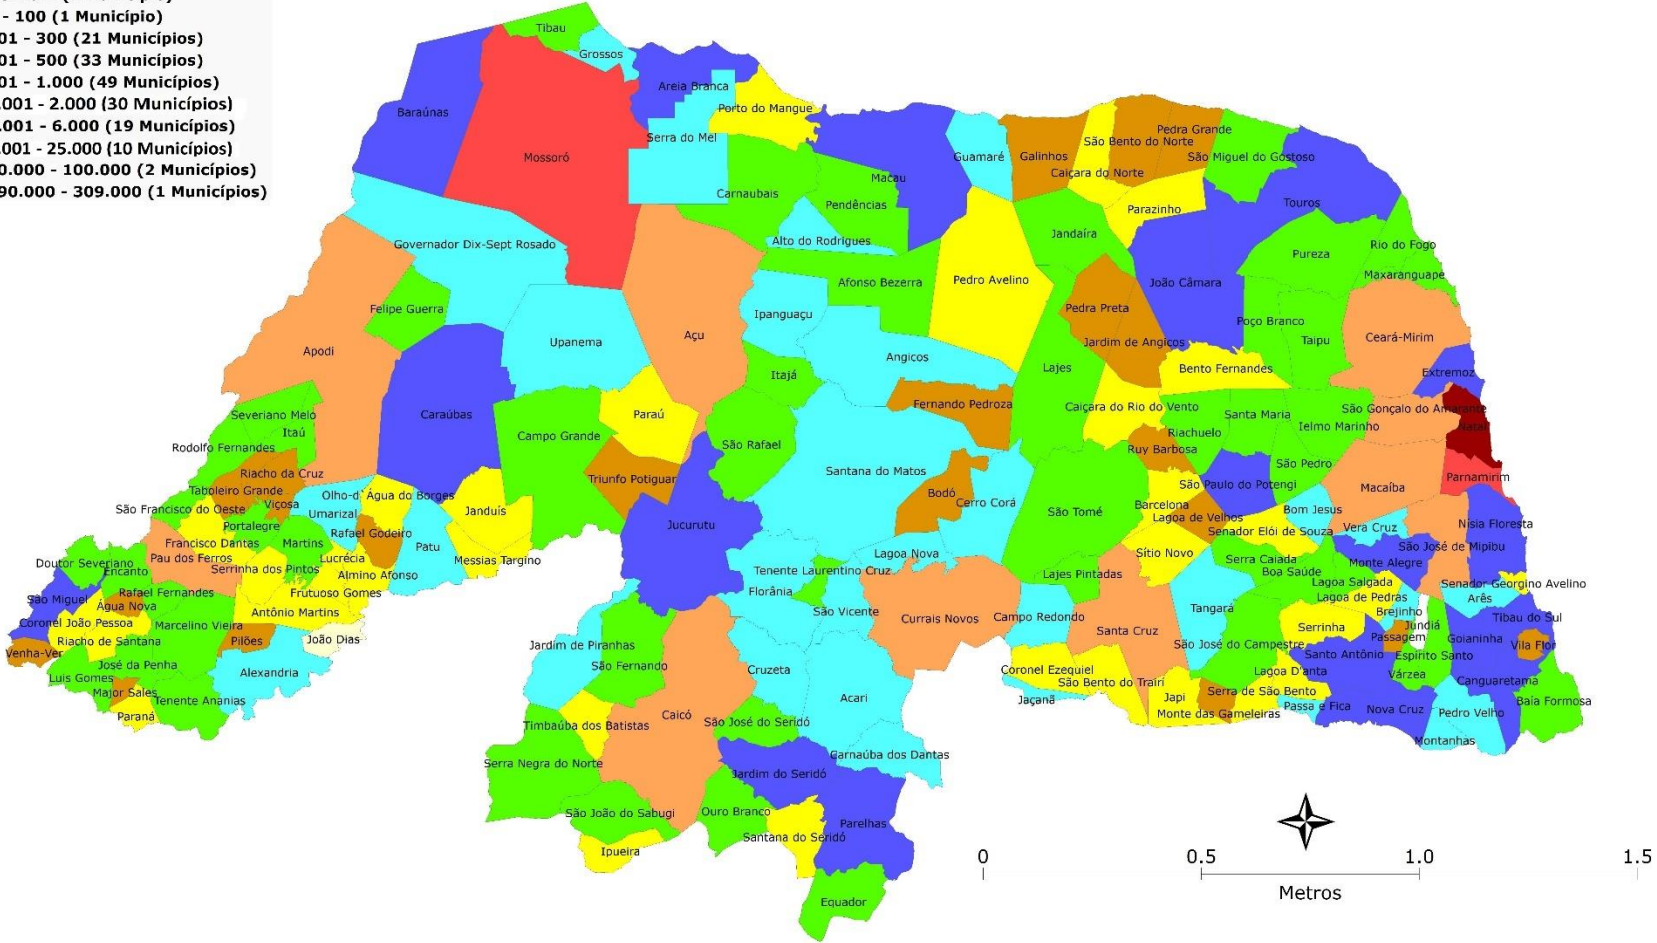 - 100 (1 Município)
01 - 300 (21 Municípios)
01 - 500 (33 Municípios)
01 - 1.000 (49 Municípios)
.001 - 2.000 (30 Municípios)
.001 - 6.000 (19 Municípios)
.001 - 25.000 (10 Municípios)
0.000 - 100.000 (2 Municípios)
90.000 - 309.000 (1 Municípios)
Tibau
Grossos
Areia Branca
Baraúnas
Porto do Mangue
Serra do Mel
Mossoró
Guamaré
Galinhos
São Bento do Norte
Pedra Grande
São Miguel do Gostoso
Caiçara do Norte
Macau
Carnaubais
Pendências
Parazinho
Touros
Governador Dix-Sept Rosado
Alto do Rodrigues
Jandaíra
Rio do Fogo
Pureza
Maxaranguape
Afonso Bezerra
Pedro Avelino
João Câmara
Felipe Guerra
Ipanguaçu
Pedra Preta
Poço Branco
Apodi
Upanema
Açu
Jardim de Angicos
Taipu
Ceará-Mirim
Angicos
Lajes
Bento Fernandes
Extremoz
Itajá
Severiano Melo
Caraúbas
Paraú
Fernando Pedroza
Caiçara do Rio do Vento
Santa Maria
São Gonçalo do Amarante
Itaú
Campo Grande
São Rafael
Riachuelo
Ielmo Marinho
Natal
Rodolfo Fernandes
Ruy Barbosa
São Pedro
Riacho da Cruz
Triunfo Potiguar
Santana do Matos
São Paulo do Potengi
Parnamirim
Taboleiro Grande
Olho-d'
Água do Borges
Bodó
Cerro Corá
Macaíba
São Francisco do Oeste
Viçosa
Umarizal
Janduís
São Tomé
Barcelona
Lagoa de Velhos
Bom Jesus
Portalegre
Rafael Godeiro
Jucurutu
Senador Elói de Souza
Vera Cruz
Nisia Floresta
Francisco Dantas
Martins
Patu
Lagoa Nova
Sítio Novo
São José de Mipibu
Doutor Severiano
Pau dos Ferros
Lucrécia
Messias Targino
Serra Caiada
Monte Alegre
Encanto
Serrinha dos Pintos
Almino Afonso
Tenente Laurentino Cruz
Lajes Pintadas
Boa Saúde
Lagoa Salgada
Senador Georgino Avelino
São Miguel
Rafael Fernandes
Frutuoso Gomes
Florânia
Lagoa de Pedras
Arês
Água Nova
Antônio Martins
São Vicente
Currais Novos
Campo Redondo
Tangará
Brejinho
Tibau do Sul
Coronel João Pessoa
Marcelino Vieira
Santa Cruz
Serrinha
Jundiá
Passagem
Goianinha
Riacho de Santana
Pilões
João Dias
Jardim de Piranhas
São José do Campestre
Vila Flor
Venha-Ver
Santo Antônio
Espírito Santo
José da Penha
São Fernando
Cruzeta
Coronel Ezequiel
Lagoa D'anta
Várzea
Luis Gomes
Alexandria
São Bento do Trairí
Canguaretama
Major Sales
Tenente Ananias
Acari
Jaçanã
Japi
Serra de São Bento
Baía Formosa
Paraná
Timbaúba dos Batistas
Caicó
São José do Seridó
Monte das Gameleiras
Passa e Fica
Nova Cruz
Pedro Velho
Carnaúba dos Dantas
Montanhas
Serra Negra do Norte
Jardim do Seridó
São João do Sabugi
Ouro Branco
Parelhas
Santana do Seridó
Ipueira
Equador
0 0.5 1.0 1.5
Metros